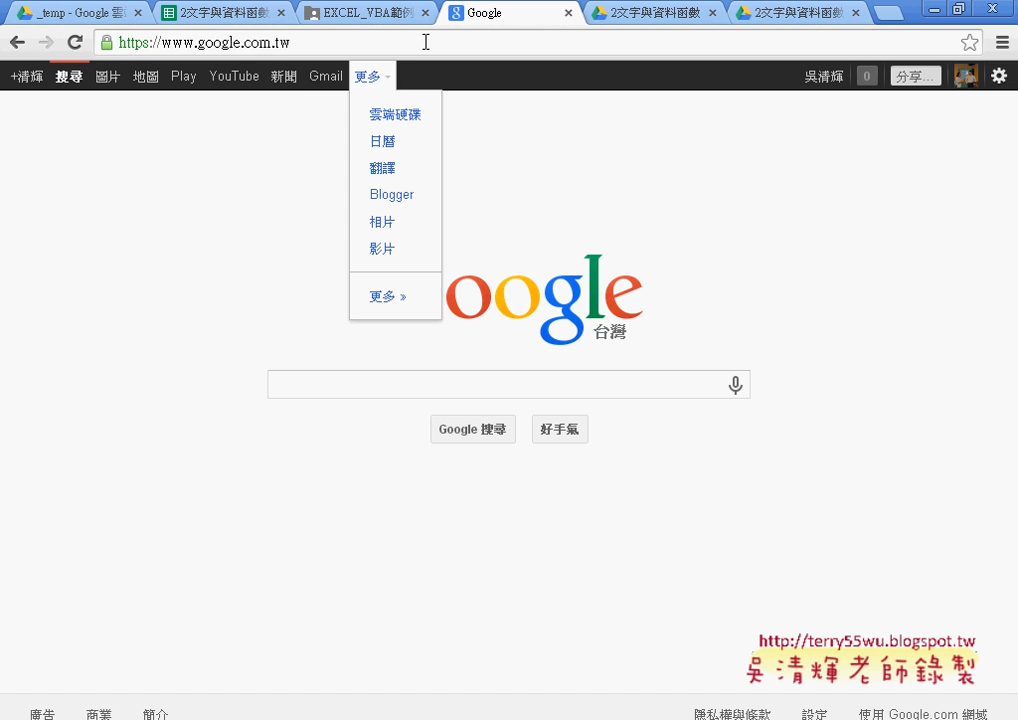 _temp - Google 雲
2文字與資料函數
EXCEL_VBA範例
Google
2文字與資料函數
2文字與資料函數
https://www.google.com.tw
+清輝 搜尋 圖片 地圖 Play YouTube 新聞 Gmail 更多 吳清輝 0 分享...
雲端硬碟
日曆
翻譯
Blogger
相片
影片
更多 »
oogle
台灣
Google 搜尋 好手氣
http://terry55wu.blogspot.tw
吳清輝老師錄製
廣告 商業 簡介 隱私權與條款 設定 使用 Google.com 網域